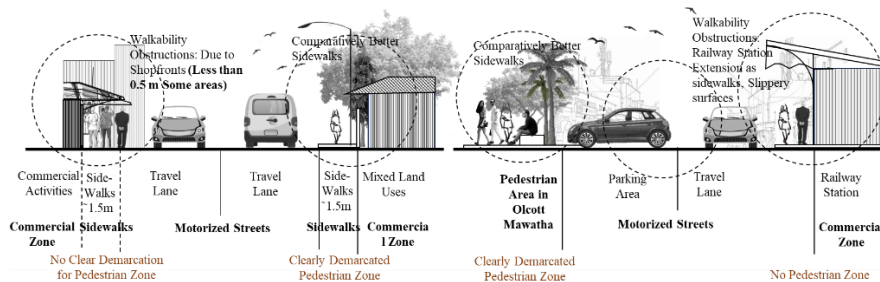 Walkability
Obstructions: Due to
Shopfronts (Less than
0.5 m Some areas)
Comparatively Better
Sidewalks
Comparatively Better
Sidewalks
Walkability
Obstructions:
Railway Station
Extension as
sidewalks, Slippery
surfaces
Commercial
Activities
Side-
Walks
~1.5m
Travel
Lane
Travel
Lane
Side-
Walks
~1.5m
Mixed Land
Uses
Pedestrian
Area in
Olcott
Mawatha
Parking
Area
Travel
Lane
Railway
Station
Commercial
Zone
Sidewalks
Motorized Streets
Sidewalks
Commercia
l Zone
Motorized Streets
Commercial
Zone
No Clear Demarcation
for Pedestrian Zone
Clearly Demarcated
Pedestrian Zone
Clearly Demarcated
Pedestrian Zone
No Pedestrian Zone